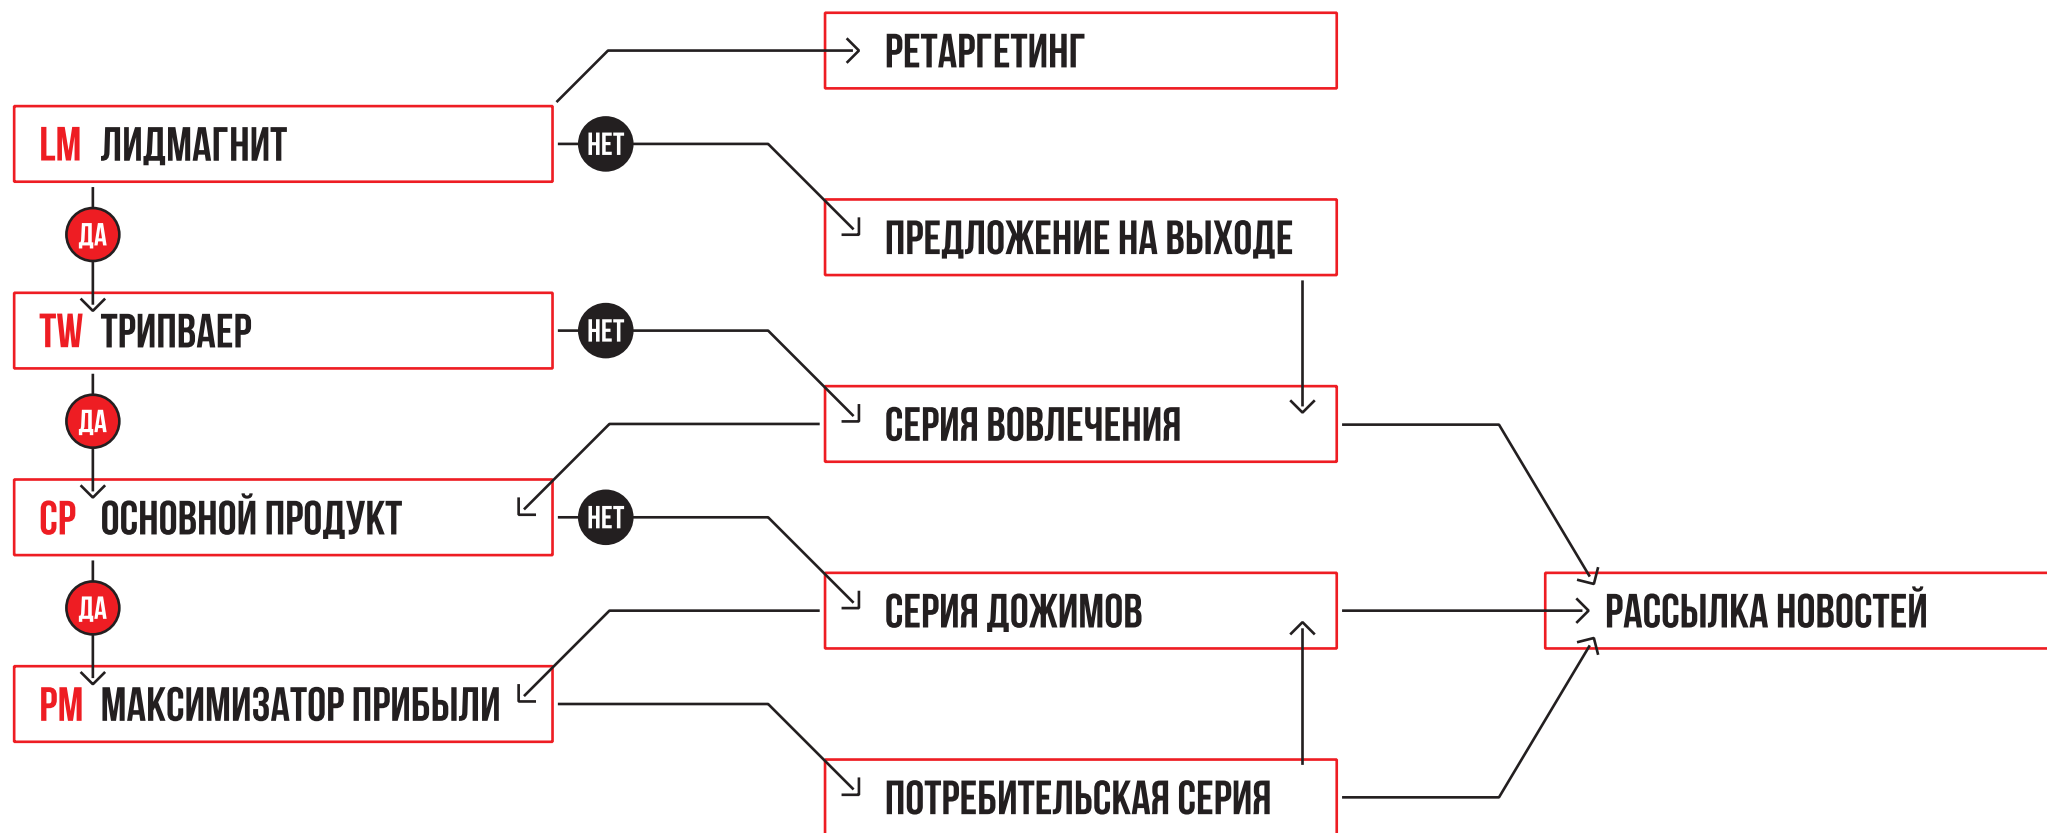 РЕТАРГЕТИНГ
LM ЛИДМАГНИТ
НЕТ
ДА
ПРЕДЛОЖЕНИЕ НА ВЫХОДЕ
TW ТРИПВАЕР
НЕТ
ДА
СЕРИЯ ВОВЛЕЧЕНИЯ
CP ОСНОВНОЙ ПРОДУКТ
НЕТ
ДА
СЕРИЯ ДОЖИМОВ
РАССЫЛКА НОВОСТЕЙ
PM МАКСИМИЗАТОР ПРИБЫЛИ
ПОТРЕБИТЕЛЬСКАЯ СЕРИЯ